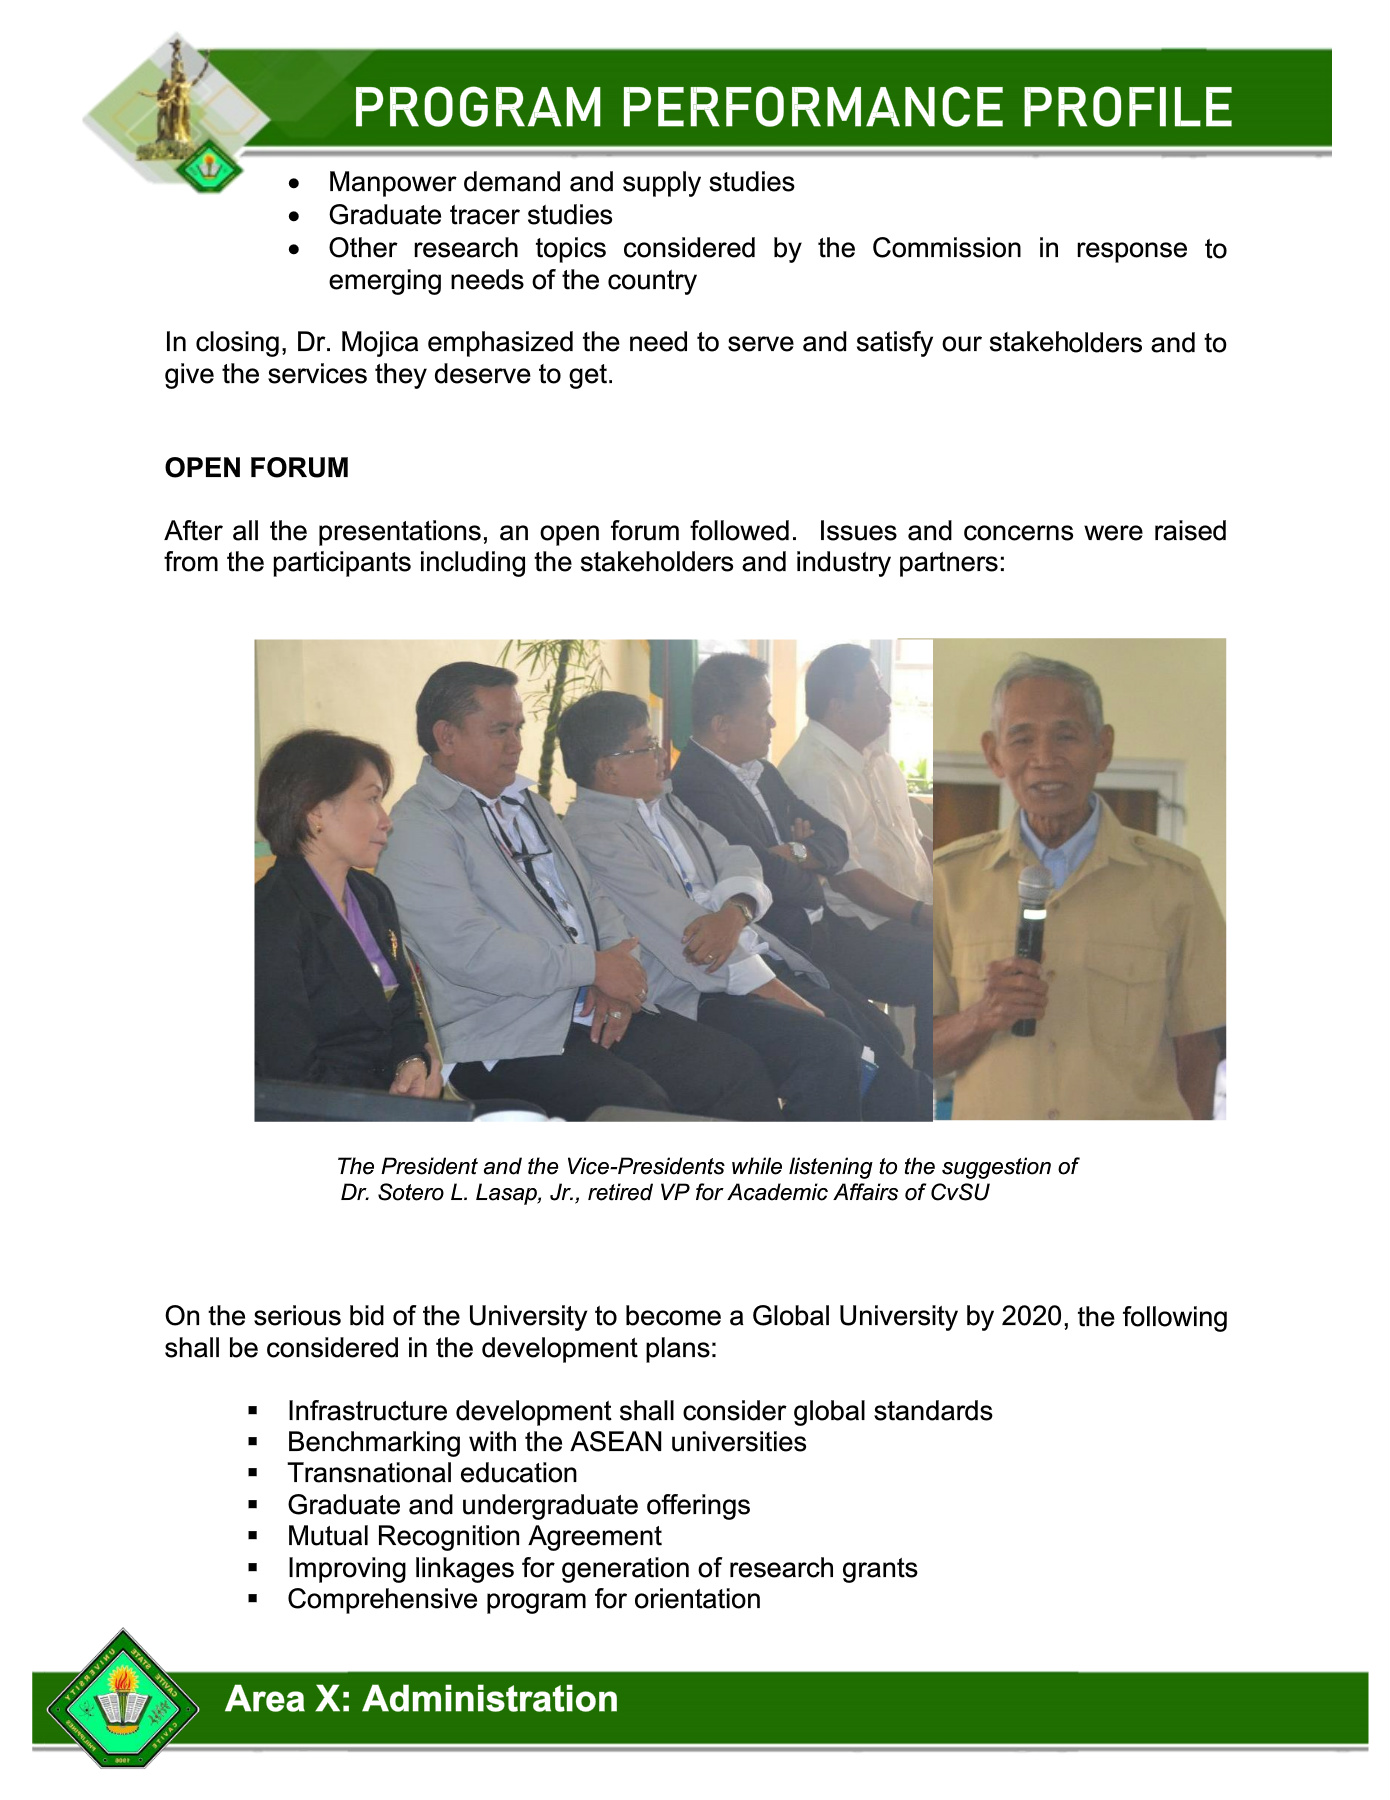 PROGRAM PERFORMANCE PROFILE
• Manpower demand and supply studies
• Graduate tracer studies
• Other research topics considered by the Commission in response to
emerging needs of the country
In closing, Dr. Mojica emphasized the need to serve and satisfy our stakeholders and to
give the services they deserve to get.
OPEN FORUM
After all the presentations, an open forum followed. Issues and concerns were raised
from the participants including the stakeholders and industry partners:
The President and the Vice-Presidents while listening to the suggestion of
Dr. Sotero L. Lasap, Jr., retired VP for Academic Affairs of CvSU
On the serious bid of the University to become a Global University by 2020, the following
shall be considered in the development plans:
▪ Infrastructure development shall consider global standards
▪ Benchmarking with the ASEAN universities
▪ Transnational education
▪ Graduate and undergraduate offerings
▪ Mutual Recognition Agreement
▪ Improving linkages for generation of research grants
▪ Comprehensive program for orientation
CAVITE STATE UNIVERSITY
CAVITE
PHILIPPINES
1906
Area X: Administration